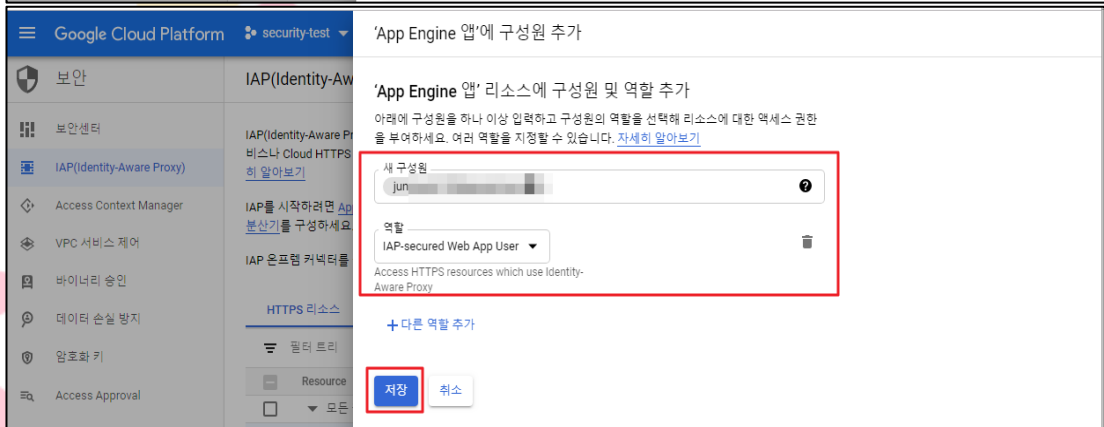 Google Cloud Platform
security-test
보안
보안센터
IAP(Identity-Aware Proxy)
Access Context Manager
VPC 서비스 제어
바이너리 승인
데이터 손실 방지
암호화 키
Access Approval
IAP(Identity-Aw
IAP(Identity-Aware Pr
비스나 Cloud HTTPS
히 알아보기
IAP를 시작하려면 Ap
분산기를 구성하세요
IAP 온프렘 커넥터를
HTTPS 리소스
필터 트리
Resource
모든
'App Engine 앱'에 구성원 추가
'App Engine 앱' 리소스에 구성원 및 역할 추가
아래에 구성원을 하나 이상 입력하고 구성원의 역할을 선택해 리소스에 대한 액세스 권한
을 부여하세요. 여러 역할을 지정할 수 있습니다. 자세히 알아보기
새 구성원
jun
역할
IAP-secured Web App User
Access HTTPS resources which use Identity-
Aware Proxy
+ 다른 역할 추가
저장
취소